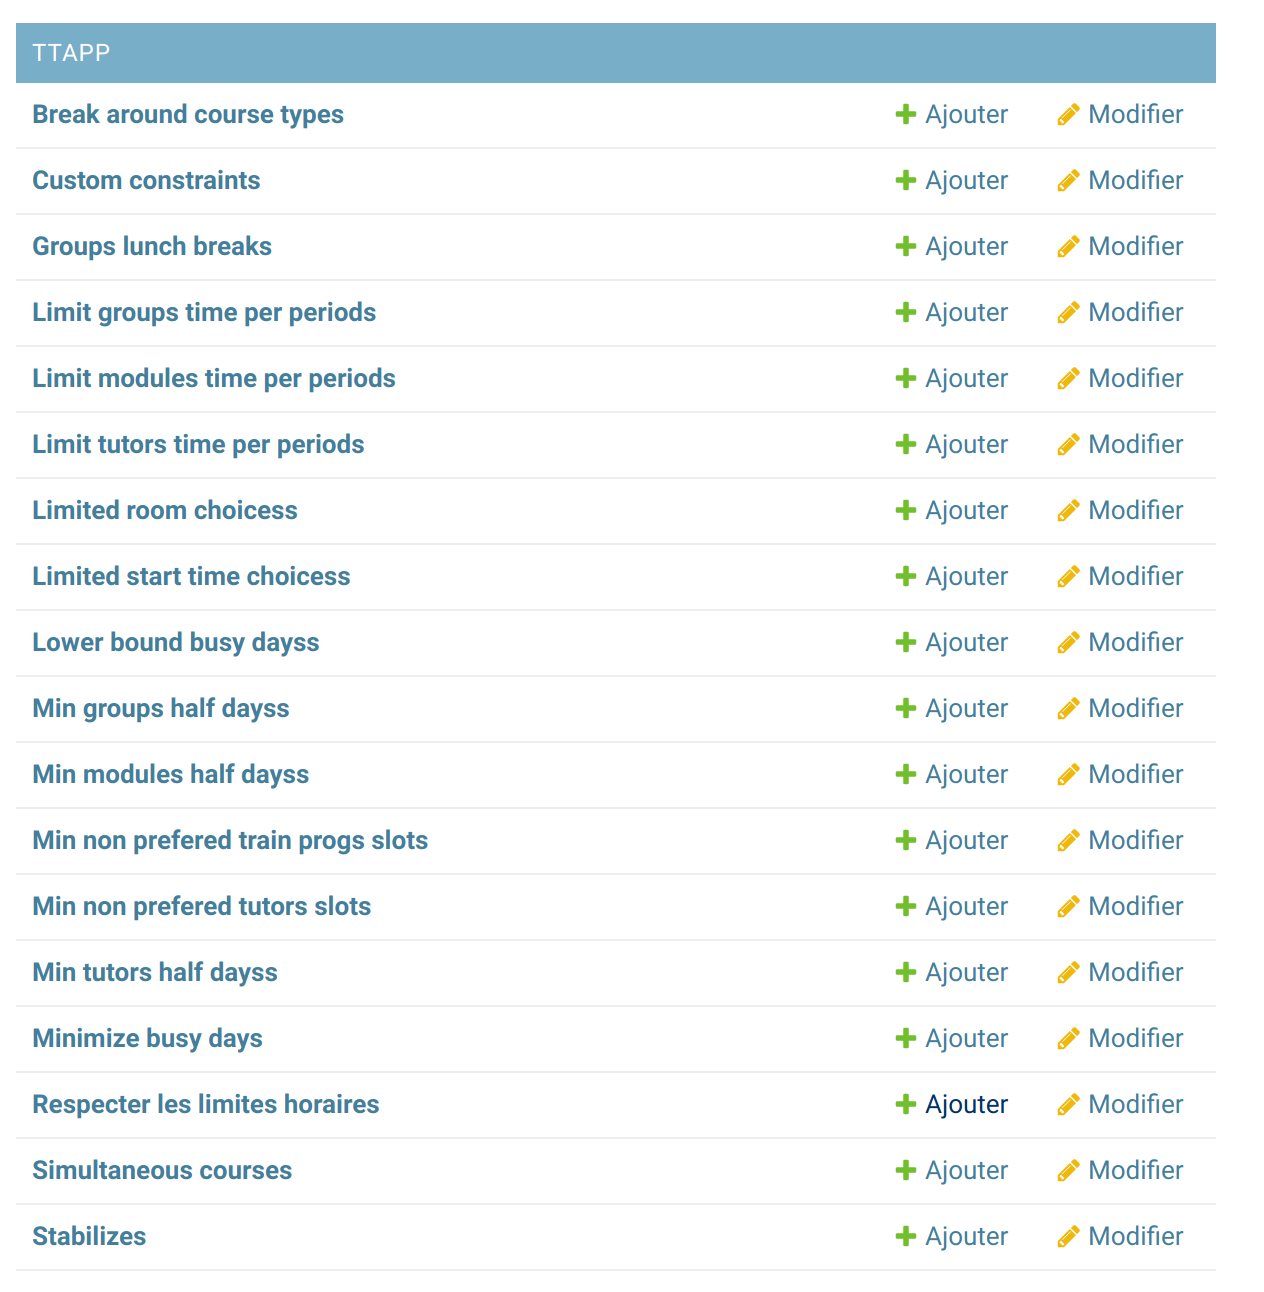 TTAPP
Break around course types Ajouter Modifier
Custom constraints Ajouter Modifier
Groups lunch breaks Ajouter Modifier
Limit groups time per periods Ajouter Modifier
Limit modules time per periods Ajouter Modifier
Limit tutors time per periods Ajouter Modifier
Limited room choicess Ajouter Modifier
Limited start time choicess Ajouter Modifier
Lower bound busy dayss Ajouter Modifier
Min groups half dayss Ajouter Modifier
Min modules half dayss Ajouter Modifier
Min non prefered train progs slots Ajouter Modifier
Min non prefered tutors slots Ajouter Modifier
Min tutors half dayss Ajouter Modifier
Minimize busy days Ajouter Modifier
Respecter les limites horaires Ajouter Modifier
Simultaneous courses Ajouter Modifier
Stabilizes Ajouter Modifier